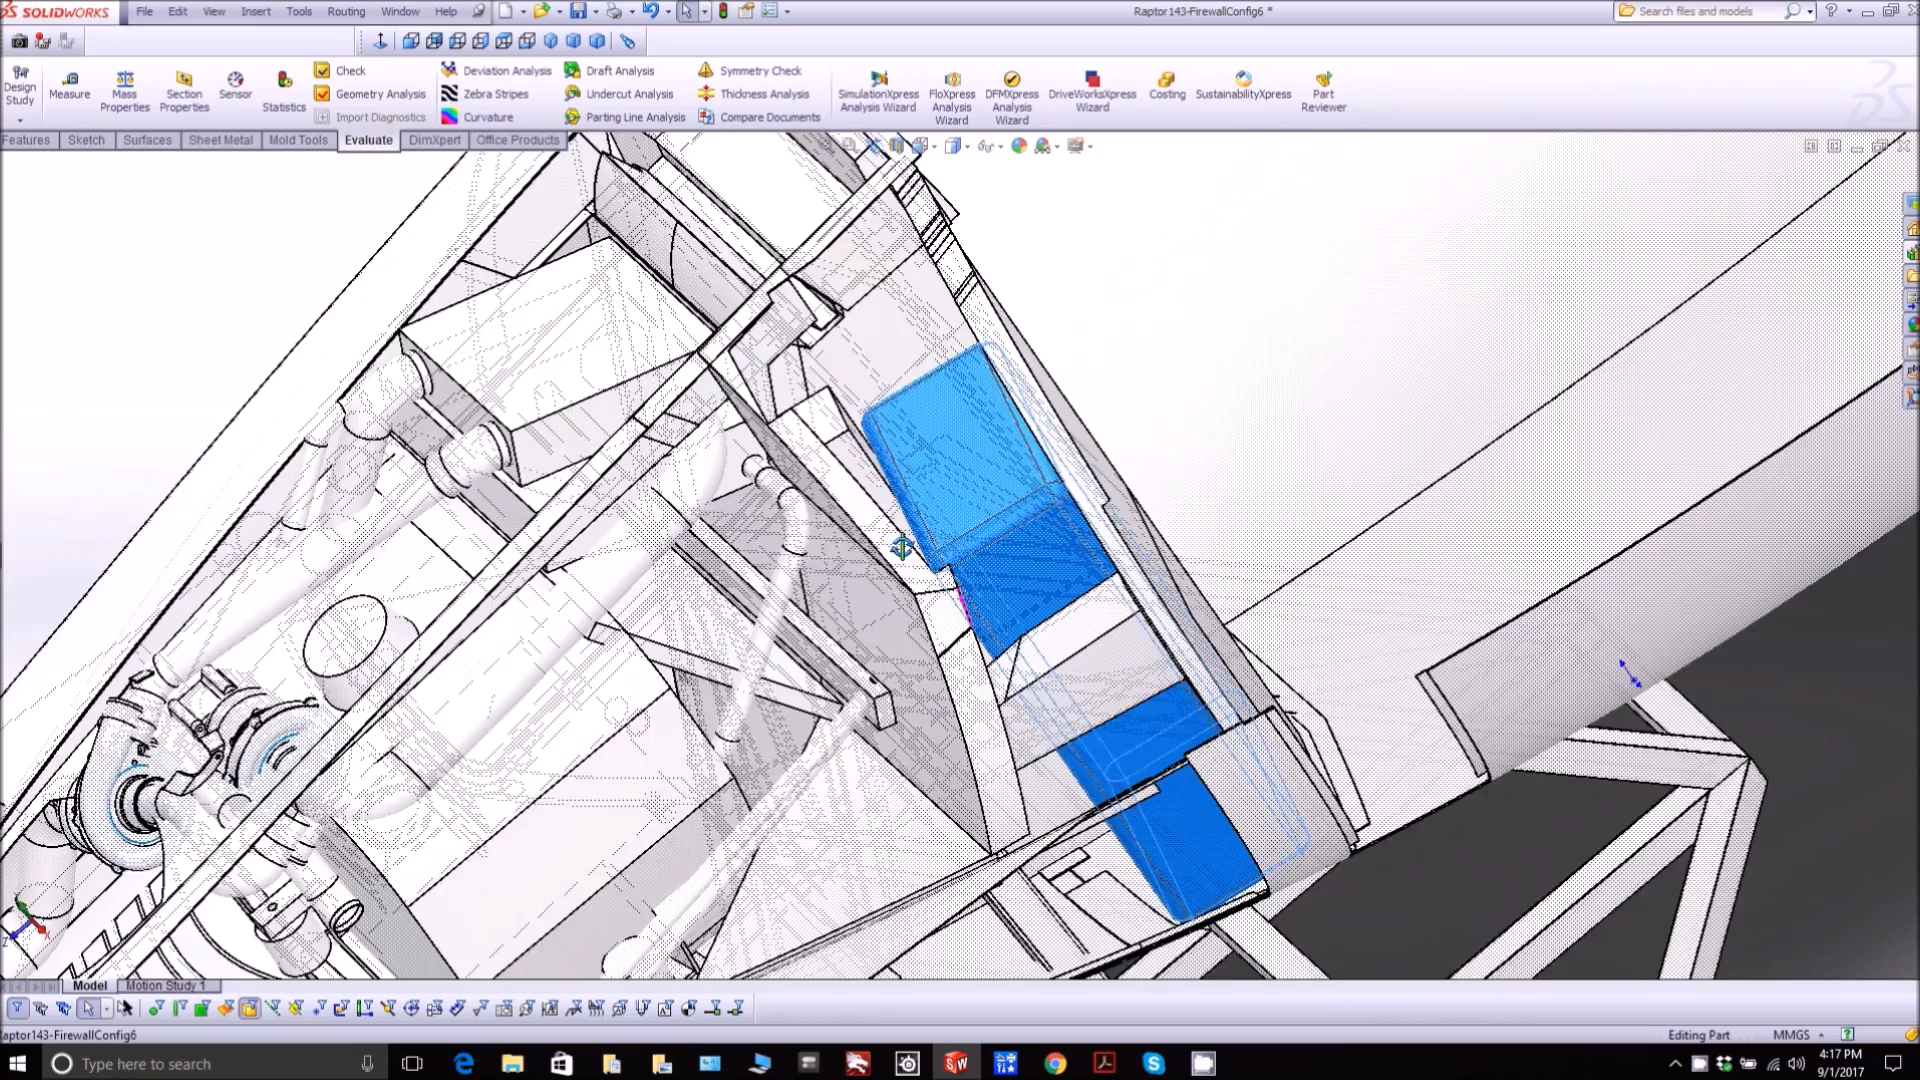 SOLIDWORKS File Edit View Insert Tools Routing Window Help Raptor143-FirewallConfig6 * Search files and models
Design Study
Measure
Mass Properties
Section Properties
Sensor
Statistics
Check
Geometry Analysis
Import Diagnostics
Deviation Analysis
Zebra Stripes
Curvature
Draft Analysis
Undercut Analysis
Parting Line Analysis
Symmetry Check
Thickness Analysis
Compare Documents
SimulationXpress Analysis Wizard
FloXpress Analysis Wizard
DFMXpress Analysis Wizard
DriveWorksXpress Wizard
Costing
SustainabilityXpress
Part Reviewer
Features Sketch Surfaces Sheet Metal Mold Tools Evaluate DimXpert Office Products
Model Motion Study 1
aptor143-FirewallConfig6 Editing Part MMGS
Type here to search
4:17 PM
9/1/2017